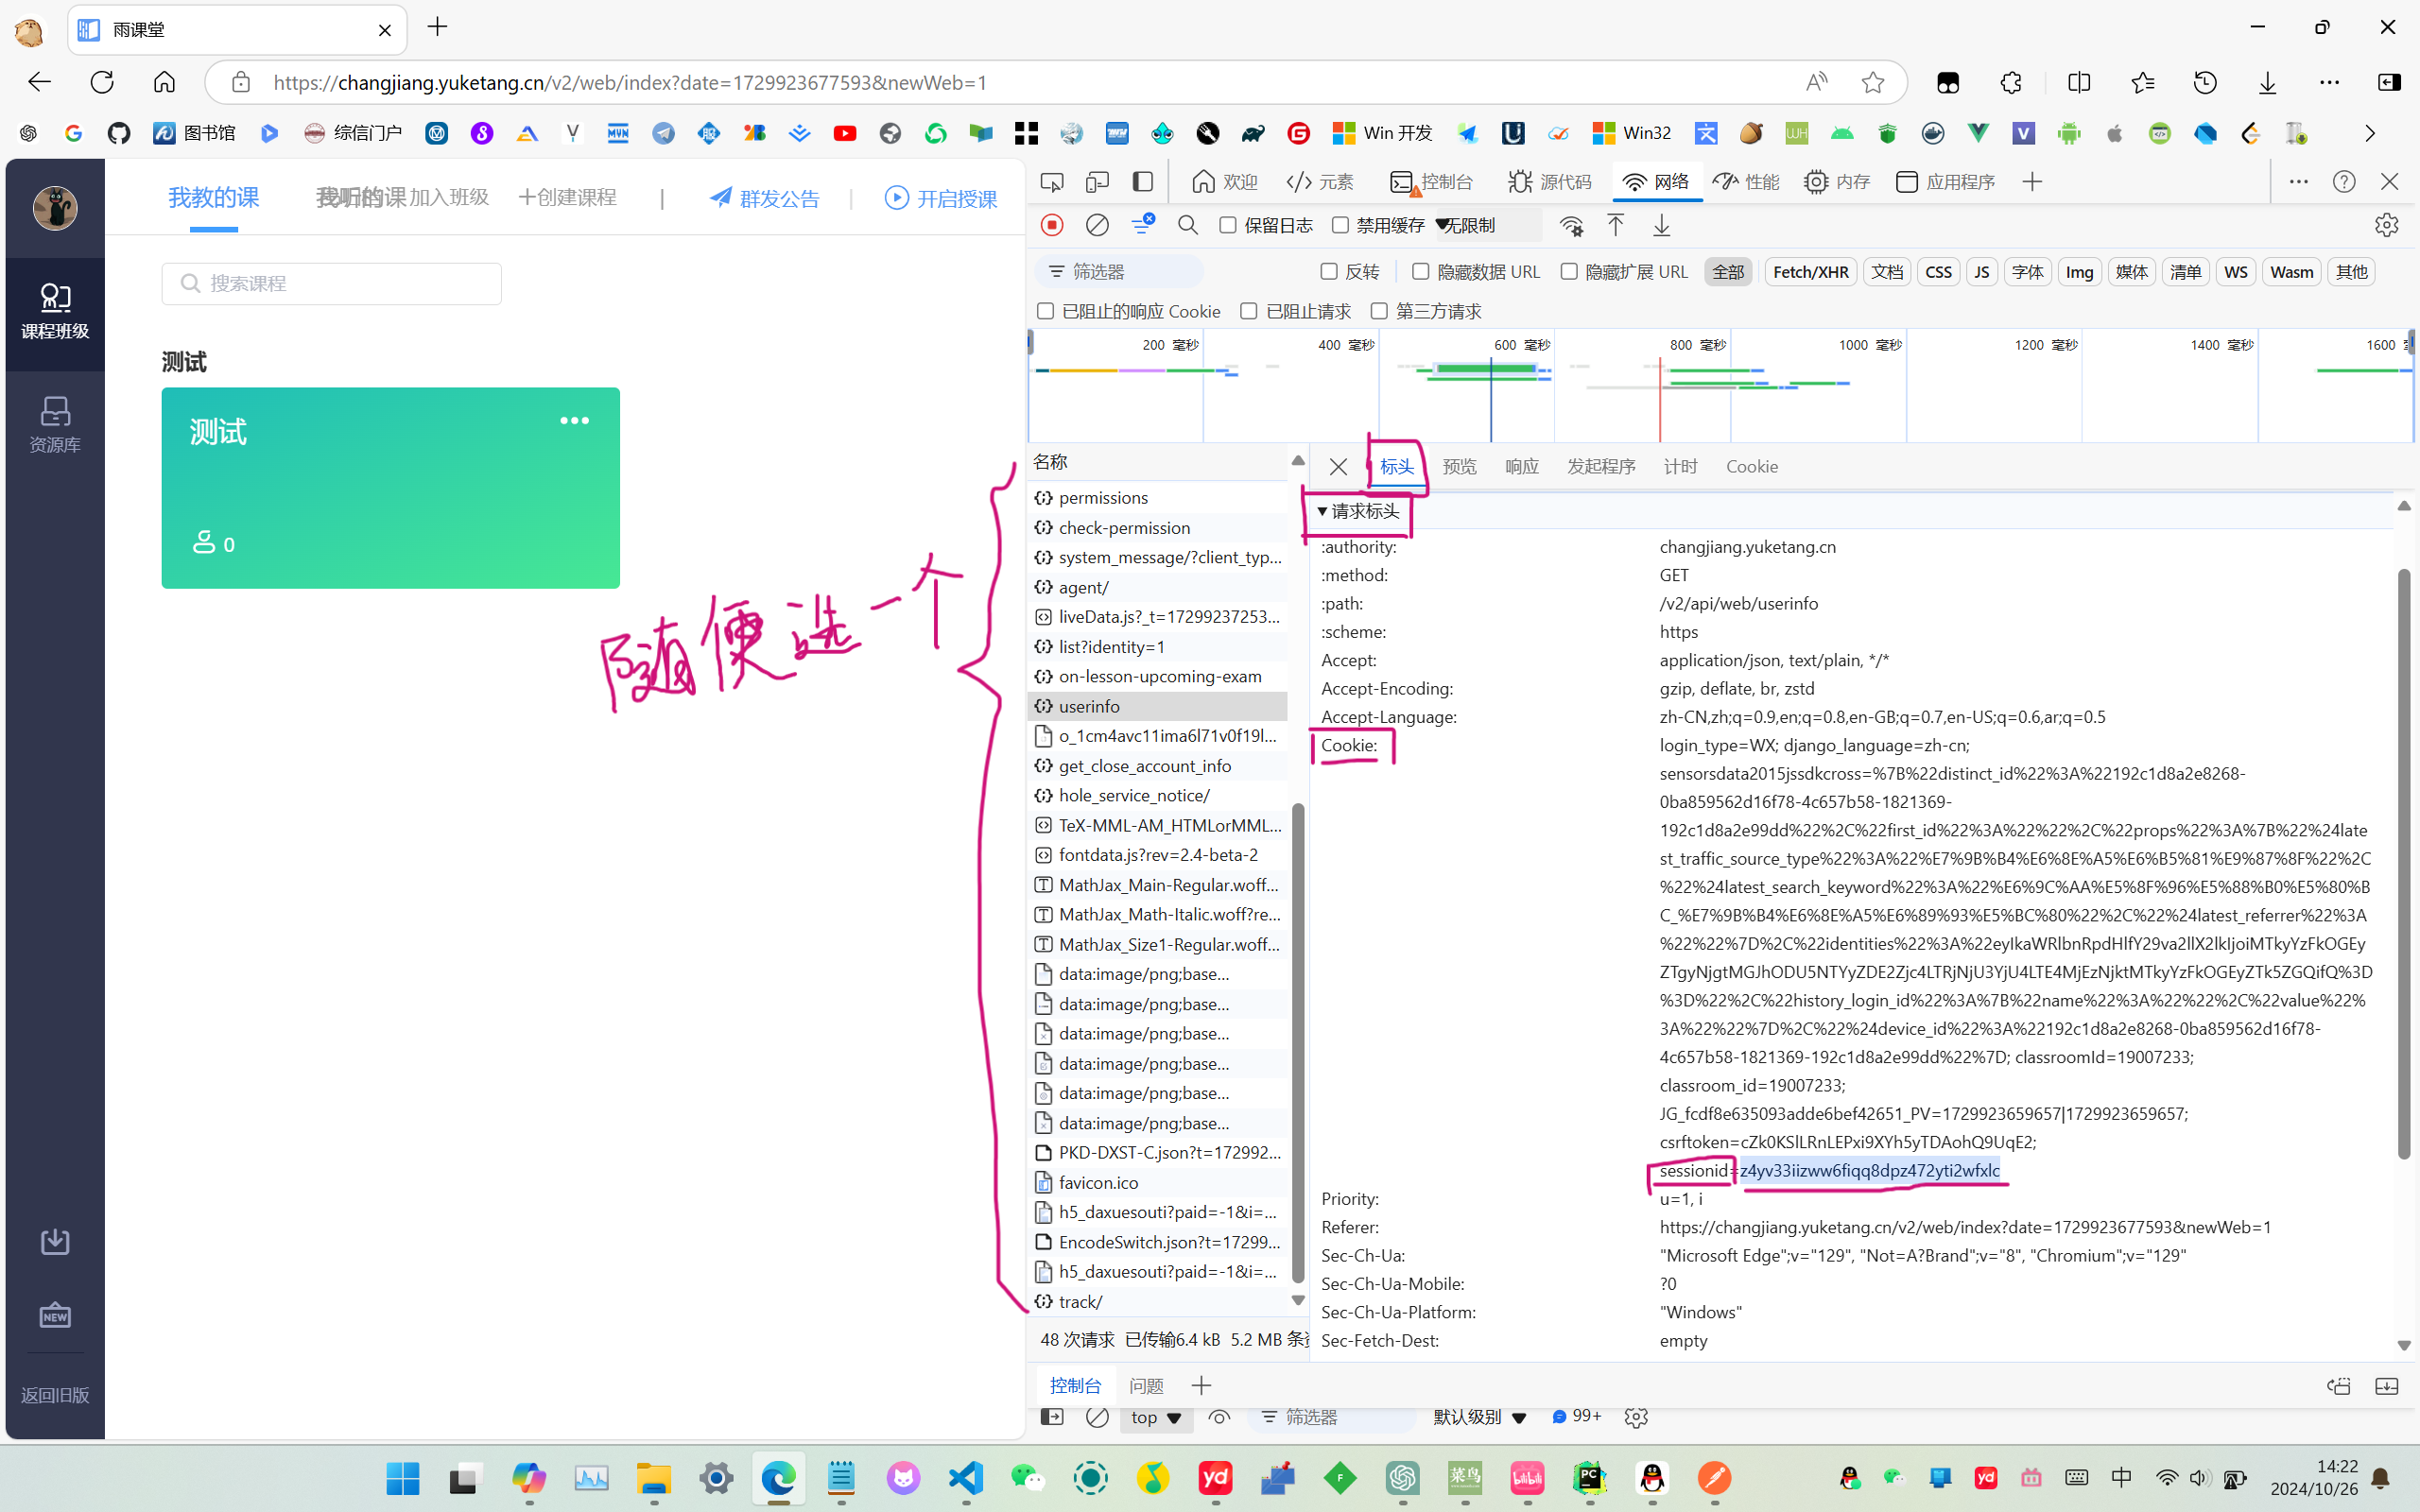 雨课堂
https://changjiang.yuketang.cn/v2/web/index?date=1729923677593&newWeb=1
图书馆 综信门户 Win 开发 Win32
我教的课 加入班级 创建课程 | 群发公告 | 开启授课
搜索课程
课程班级
资源库
测试
测试
0
NEW
返回旧版
随便选一个
欢迎 元素 控制台 源代码 网络 性能 内存 应用程序
保留日志 禁用缓存 无限制
筛选器 反转 隐藏数据 URL 隐藏扩展 URL 全部 Fetch/XHR 文档 CSS JS 字体 Img 媒体 清单 WS Wasm 其他
已阻止的响应 Cookie 已阻止请求 第三方请求
200 毫秒 400 毫秒 600 毫秒 800 毫秒 1000 毫秒 1200 毫秒 1400 毫秒 1600
名称
permissions
check-permission
system_message/?client_typ...
agent/
liveData.js?_t=17299237253...
list?identity=1
on-lesson-upcoming-exam
userinfo
o_1cm4avc11ima6l71v0f19l...
get_close_account_info
hole_service_notice/
TeX-MML-AM_HTMLorMML...
fontdata.js?rev=2.4-beta-2
MathJax_Main-Regular.woff...
MathJax_Math-Italic.woff?re...
MathJax_Size1-Regular.woff...
data:image/png;base...
data:image/png;base...
data:image/png;base...
data:image/png;base...
data:image/png;base...
data:image/png;base...
PKD-DXST-C.json?t=172992...
favicon.ico
h5_daxuesouti?paid=-1&i=...
EncodeSwitch.json?t=17299...
h5_daxuesouti?paid=-1&i=...
track/
48 次请求 已传输6.4 kB 5.2 MB 条
标头 预览 响应 发起程序 计时 Cookie
请求标头
:authority: changjiang.yuketang.cn
:method: GET
:path: /v2/api/web/userinfo
:scheme: https
Accept: application/json, text/plain, */*
Accept-Encoding: gzip, deflate, br, zstd
Accept-Language: zh-CN,zh;q=0.9,en;q=0.8,en-GB;q=0.7,en-US;q=0.6,ar;q=0.5
Cookie: login_type=WX; django_language=zh-cn;
sensorsdata2015jssdkcross=%7B%22distinct_id%22%3A%22192c1d8a2e8268-
0ba859562d16f78-4c657b58-1821369-
192c1d8a2e99dd%22%2C%22first_id%22%3A%22%22%2C%22props%22%3A%7B%22%24late
st_traffic_source_type%22%3A%22%E7%9B%B4%E6%8E%A5%E6%B5%81%E9%87%8F%22%2C
%22%24latest_search_keyword%22%3A%22%E6%9C%AA%E5%8F%96%E5%88%B0%E5%80%B
C_%E7%9B%B4%E6%8E%A5%E6%89%93%E5%BC%80%22%2C%22%24latest_referrer%22%3A
%22%22%7D%2C%22identities%22%3A%22eyIkaWRlbnRpdHlfY29va2llX2lkIjoiMTkyYzFkOGEy
ZTgyNjgtMGJhODU5NTYyZDE2Zjc4LTRjNjU3YjU4LTE4MjEzNjktMTkyYzFkOGEyZTk5ZGQifQ%3D
%3D%22%2C%22history_login_id%22%3A%7B%22name%22%3A%22%22%2C%22value%22%
3A%22%22%7D%2C%22%24device_id%22%3A%22192c1d8a2e8268-0ba859562d16f78-
4c657b58-1821369-192c1d8a2e99dd%22%7D; classroomId=19007233;
classroom_id=19007233;
JG_fcdf8e635093adde6bef42651_PV=1729923659657|1729923659657;
csrftoken=cZk0KSlLRnLEPxi9XYh5yTDAohQ9UqE2;
sessionid=z4yv33iizww6fiqq8dpz472yti2wfxlc
Priority: u=1, i
Referer: https://changjiang.yuketang.cn/v2/web/index?date=1729923677593&newWeb=1
Sec-Ch-Ua: "Microsoft Edge";v="129", "Not=A?Brand";v="8", "Chromium";v="129"
Sec-Ch-Ua-Mobile: ?0
Sec-Ch-Ua-Platform: "Windows"
Sec-Fetch-Dest: empty
控制台 问题
top 筛选器 默认级别 99+
中 14:22
2024/10/26